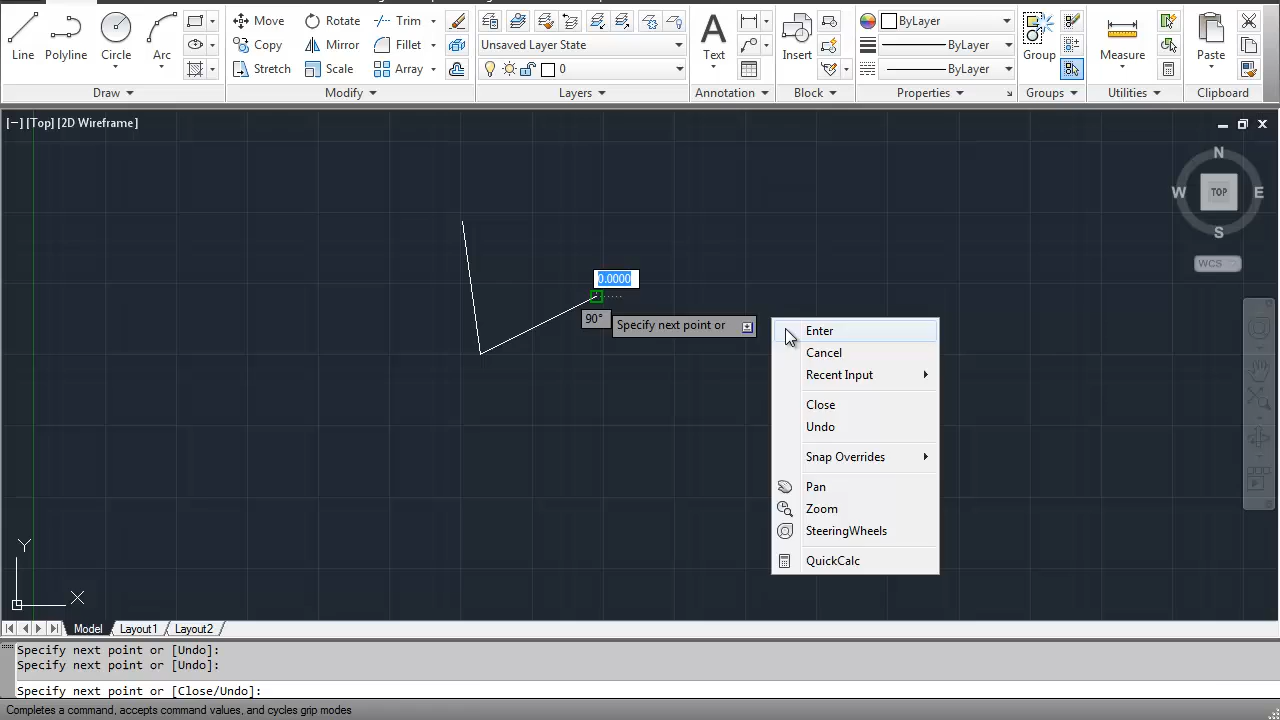 Line
Polyline
Circle
Arc
Move
Rotate
Trim
Copy
Mirror
Fillet
Stretch
Scale
Array
Unsaved Layer State
0
Text
Insert
ByLayer
ByLayer
ByLayer
Group
Measure
Paste
Draw
Modify
Layers
Annotation
Block
Properties
Groups
Utilities
Clipboard
[−] [Top] [2D Wireframe]
N
W
TOP
E
S
WCS
0.0000
90°
Specify next point or
Enter
Cancel
Recent Input
Close
Undo
Snap Overrides
Pan
Zoom
SteeringWheels
QuickCalc
Y
X
Model
Layout1
Layout2
Specify next point or [Undo]:
Specify next point or [Undo]:
Specify next point or [Close/Undo]:
Completes a command, accepts command values, and cycles grip modes